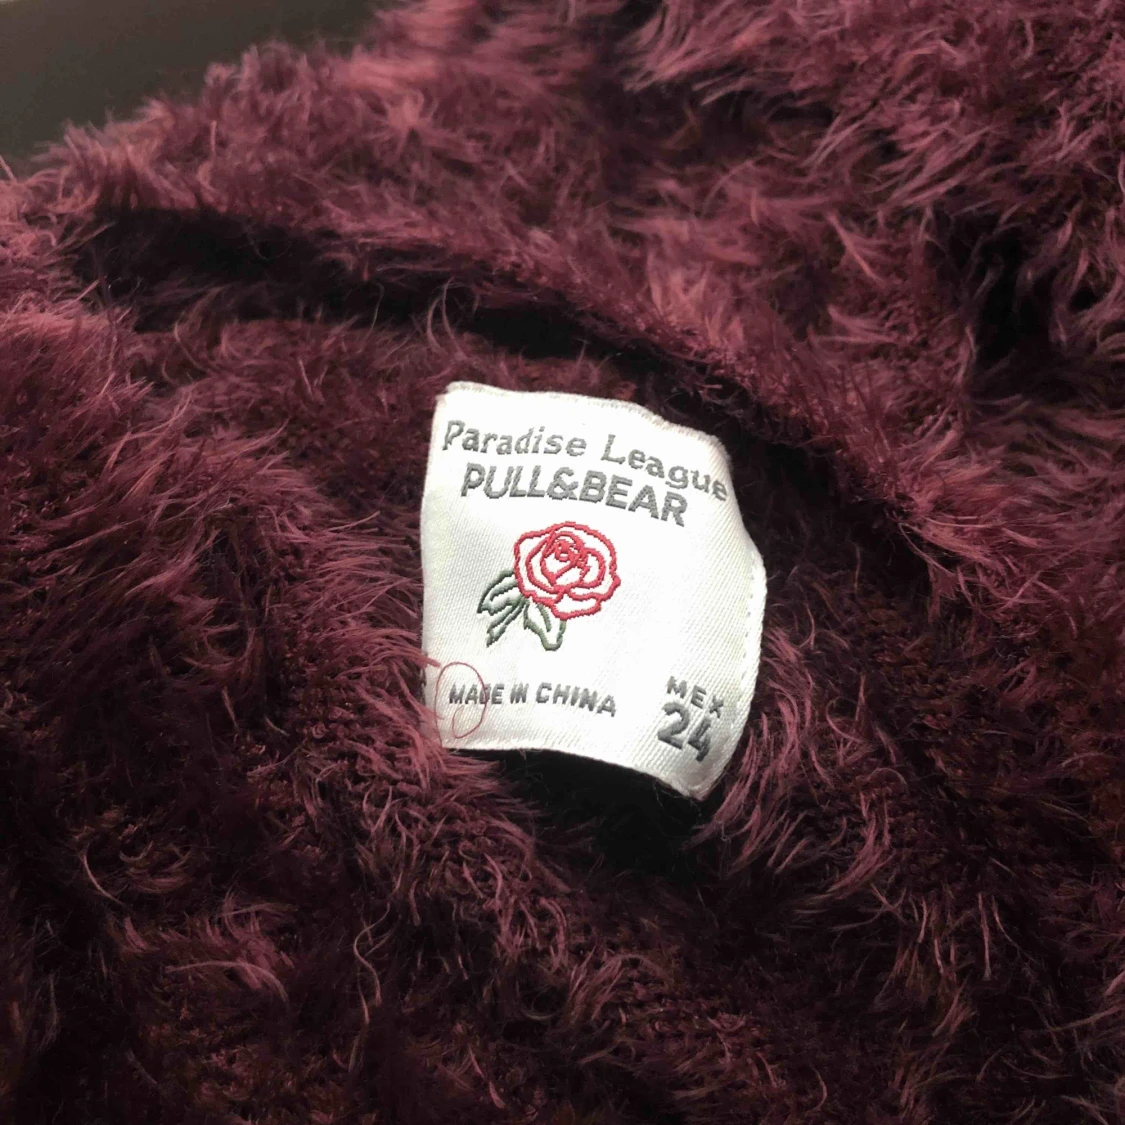 Paradise League
PULL&BEAR
MADE IN CHINA
MEX
24